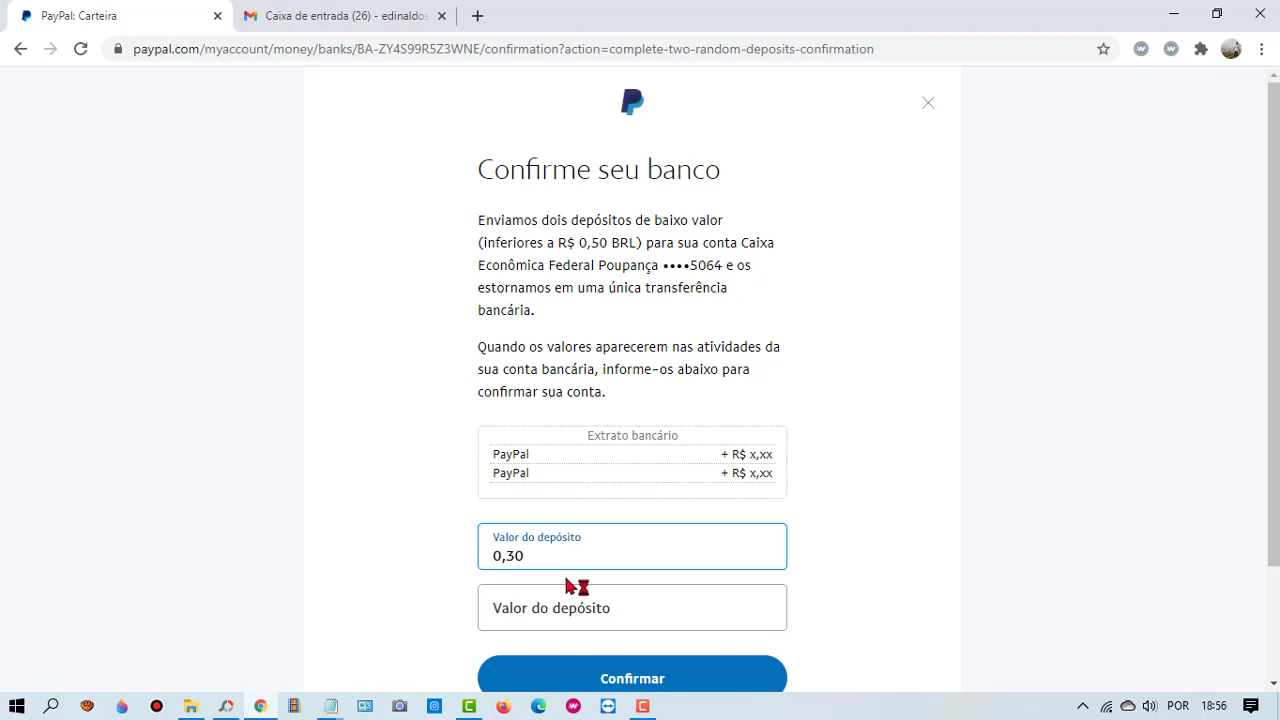 PayPal: Carteira
Caixa de entrada (26) - edinaldos
paypal.com/myaccount/money/banks/BA-ZY4S99R5Z3WNE/confirmation?action=complete-two-random-deposits-confirmation
Confirme seu banco
Enviamos dois depósitos de baixo valor
(inferiores a R$ 0,50 BRL) para sua conta Caixa
Econômica Federal Poupança ••••5064 e os
estornamos em uma única transferência
bancária.
Quando os valores aparecerem nas atividades da
sua conta bancária, informe-os abaixo para
confirmar sua conta.
Extrato bancário
PayPal + R$ x,xx
PayPal + R$ x,xx
Valor do depósito
0,30
Valor do depósito
Confirmar
POR 18:56